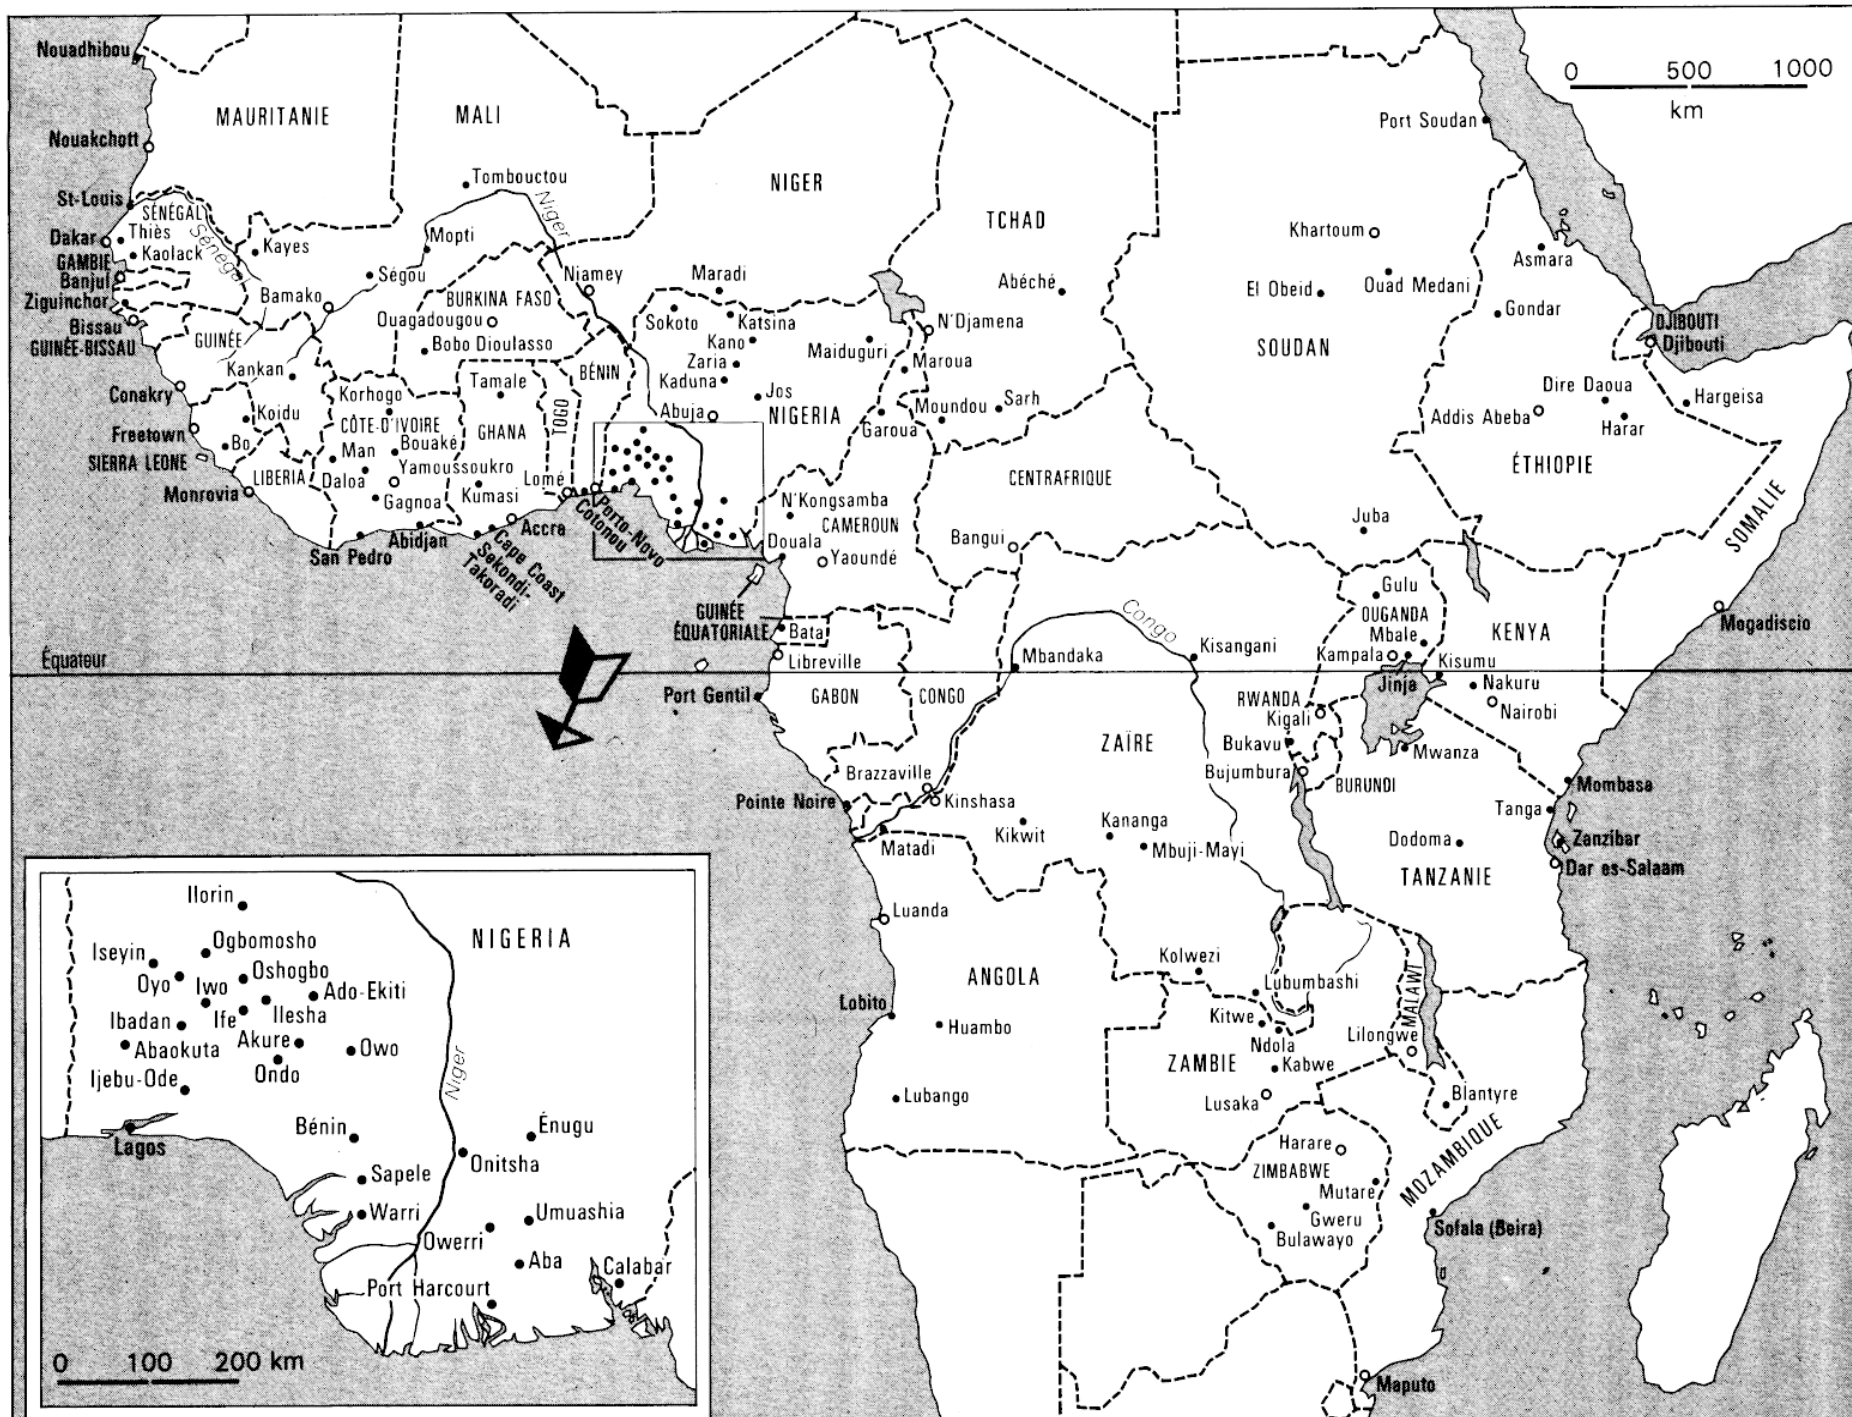 Nouadhibou
0 500 1000
km
MAURITANIE
MALI
Port Soudan
Nouakchott
Tombouctou
NIGER
St-Louis
SÉNÉGAL
Niger
TCHAD
Dakar
Thiès
Kaolack
Sénégal
Kayes
Mopti
Khartoum
Asmara
GAMBIE
Banjul
Ségou
Niamey
Maradi
Abéché
El Obeid
Ouad Medani
Ziguinchor
Bamako
BURKINA FASO
Gondar
Bissau
GUINÉE-BISSAU
GUINÉE
Ouagadougou
Sokoto
Katsina
N'Djamena
DJIBOUTI
Djibouti
Bobo Dioulasso
Kano
Maiduguri
SOUDAN
Kankan
BÉNIN
Zaria
Maroua
Conakry
Korhogo
Tamale
Kaduna
Jos
Dire Daoua
Hargeisa
Koidu
CÔTE-D'IVOIRE
TOGO
Abuja
NIGERIA
Moundou
Sarh
Addis Abeba
Harar
Freetown
Bo
Man
Bouaké
GHANA
Garoua
SIERRA LEONE
LIBERIA
Daloa
Yamoussoukro
Lomé
CENTRAFRIQUE
ÉTHIOPIE
Monrovia
Gagnoa
Kumasi
N'Kongsamba
SOMALIE
San Pedro
Abidjan
Accra
Porto-Novo
Cotonou
CAMEROUN
Juba
Cape Coast
Sekondi-
Takoradi
Douala
Yaoundé
Bangui
GUINÉE
ÉQUATORIALE
Bata
Congo
Gulu
OUGANDA
Mbale
KENYA
Mogadiscio
Équateur
Libreville
Mbandaka
Kisangani
Kampala
Kisumu
Port Gentil
GABON
CONGO
RWANDA
Jinja
Nakuru
Kigali
Nairobi
ZAÏRE
Bukavu
Mwanza
Brazzaville
Bujumbura
BURUNDI
Mombasa
Pointe Noire
Kinshasa
Tanga
Kikwit
Kananga
Matadi
Mbuji-Mayi
Dodoma
Zanzibar
Dar es-Salaam
TANZANIE
Luanda
ANGOLA
Kolwezi
Lubumbashi
MALAWI
Lobito
Huambo
Kitwe
Lilongwe
Ndola
ZAMBIE
Kabwe
Lubango
Lusaka
Blantyre
Harare
ZIMBABWE
MOZAMBIQUE
Mutare
Gweru
Sofala (Beira)
Bulawayo
Maputo
Ilorin
NIGERIA
Iseyin
Ogbomosho
Oyo
Iwo
Oshogbo
Ado-Ekiti
Ibadan
Ife
Ilesha
Abaokuta
Akure
Owo
Ijebu-Ode
Ondo
Niger
Lagos
Bénin
Énugu
Onitsha
Sapele
Warri
Umuashia
Owerri
Aba
Calabar
Port Harcourt
0 100 200 km